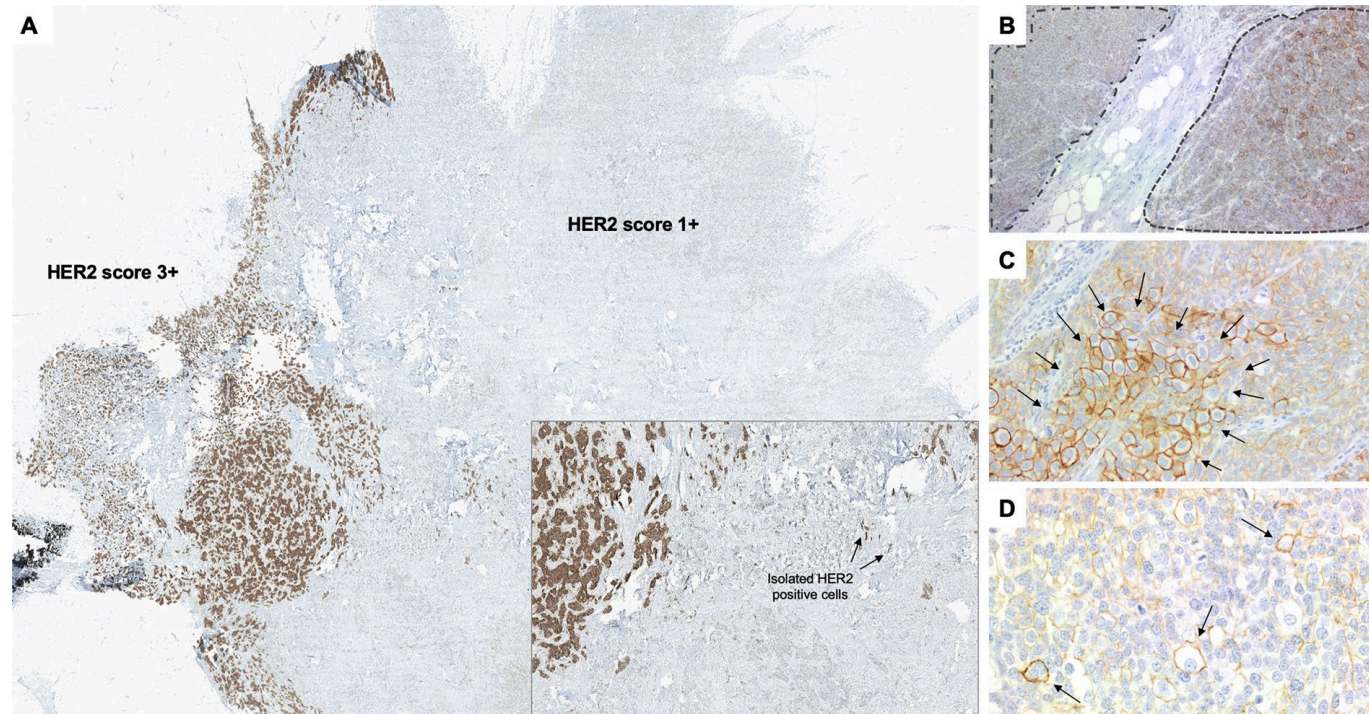 A
HER2 score 3+
HER2 score 1+
Isolated HER2
positive cells
B
C
D